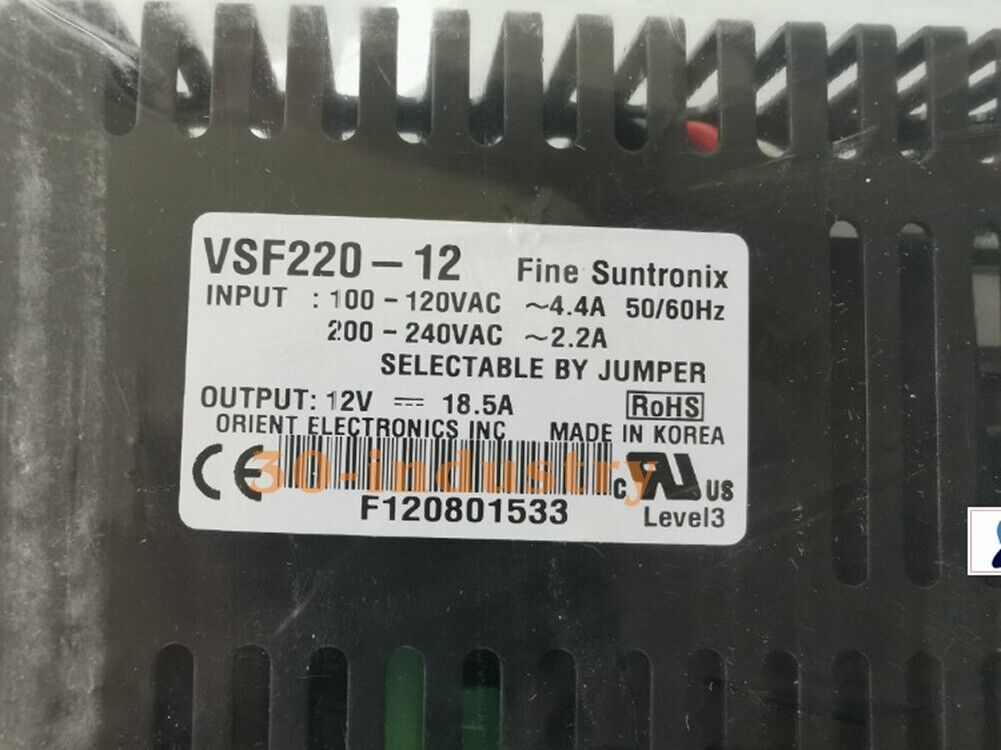 VSF220-12 Fine Suntronix
INPUT : 100-120VAC ~4.4A 50/60Hz
200-240VAC ~2.2A
SELECTABLE BY JUMPER
OUTPUT: 12V ⎓ 18.5A RoHS
ORIENT ELECTRONICS INC MADE IN KOREA
CE 30-industry c RU US
F120801533 Level3